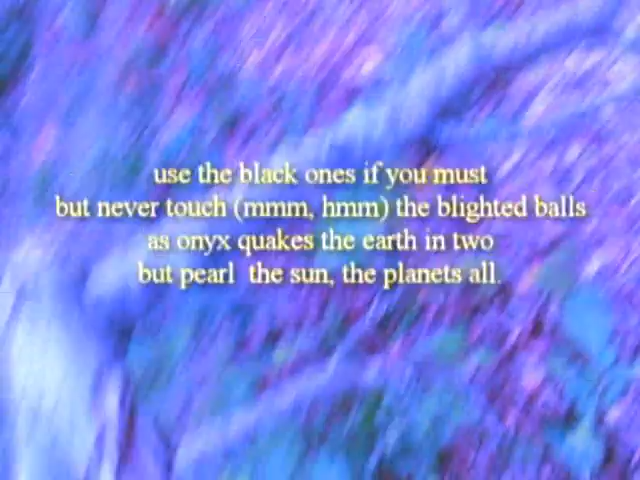 use the black ones if you must
but never touch (mmm, hmm) the blighted balls
as onyx quakes the earth in two
but pearl  the sun, the planets all.